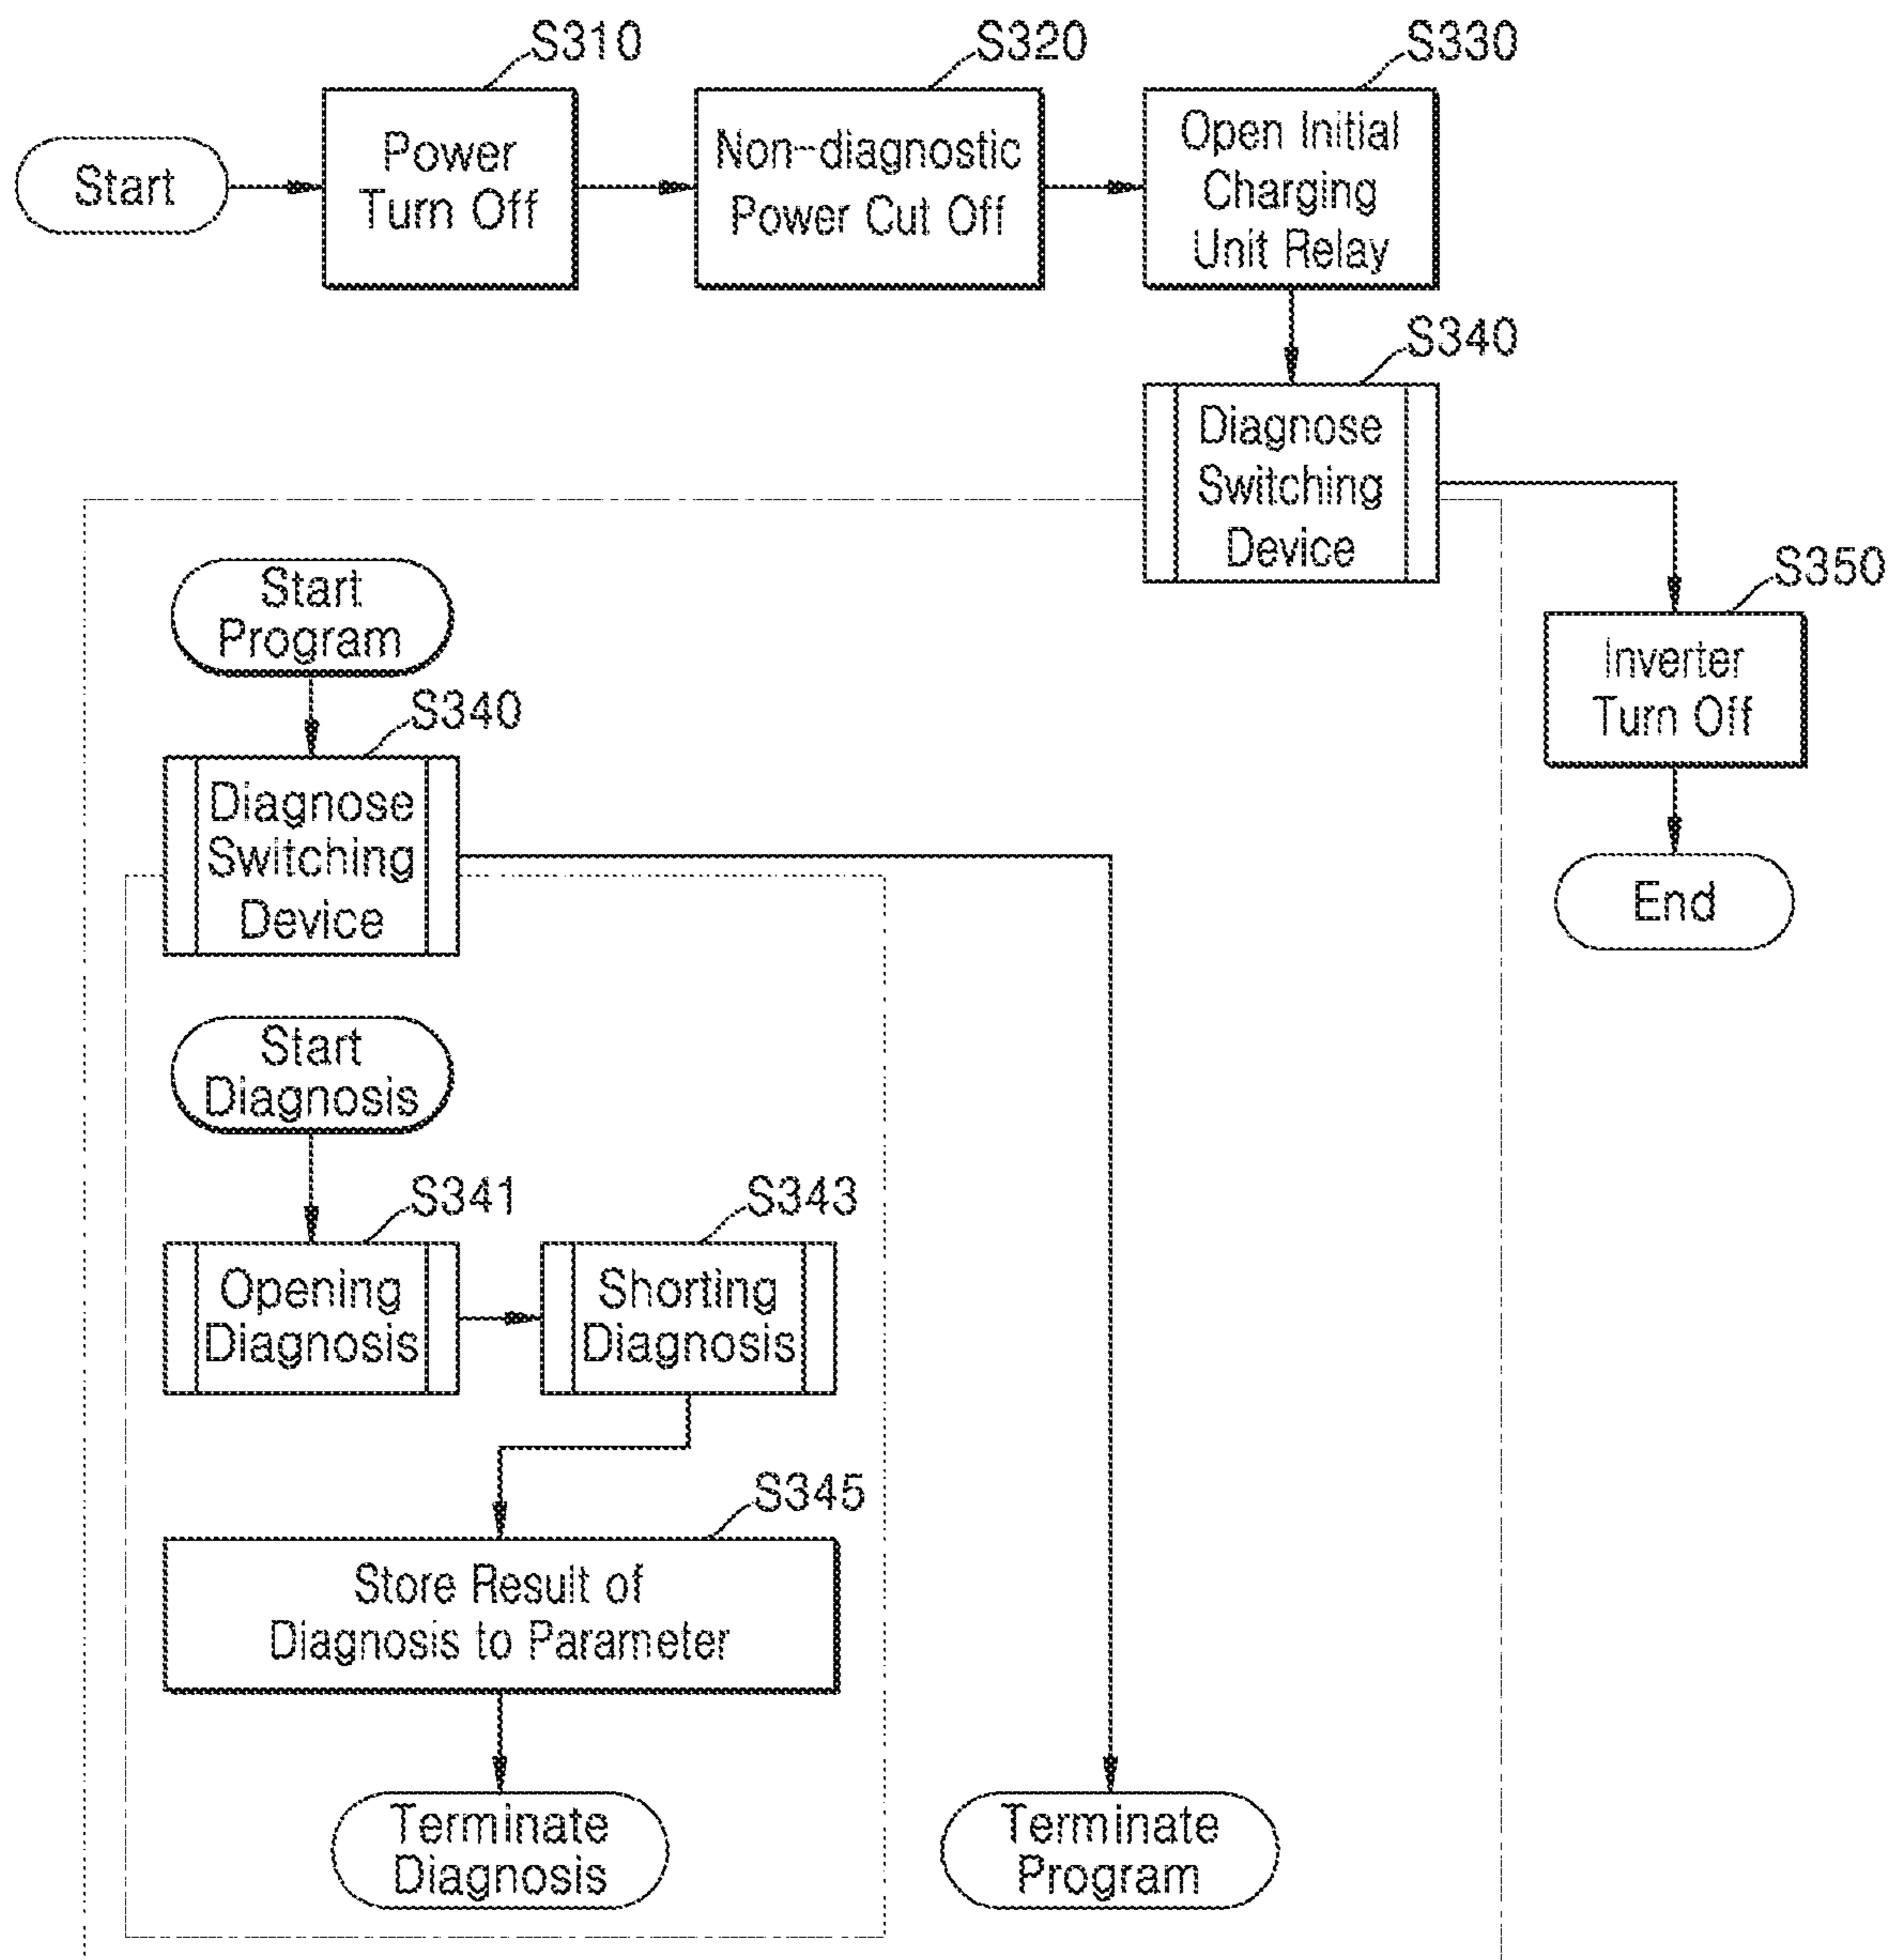 S310
S320
S330
Start
Power
Turn Off
Non-diagnostic
Power Cut Off
Open Initial
Charging
Unit Relay
S340
Diagnose
Switching
Device
S350
Inverter
Turn Off
End
Start
Program
S340
Diagnose
Switching
Device
Start
Diagnosis
S341
S343
Opening
Diagnosis
Shorting
Diagnosis
S345
Store Result of
Diagnosis to Parameter
Terminate
Diagnosis
Terminate
Program